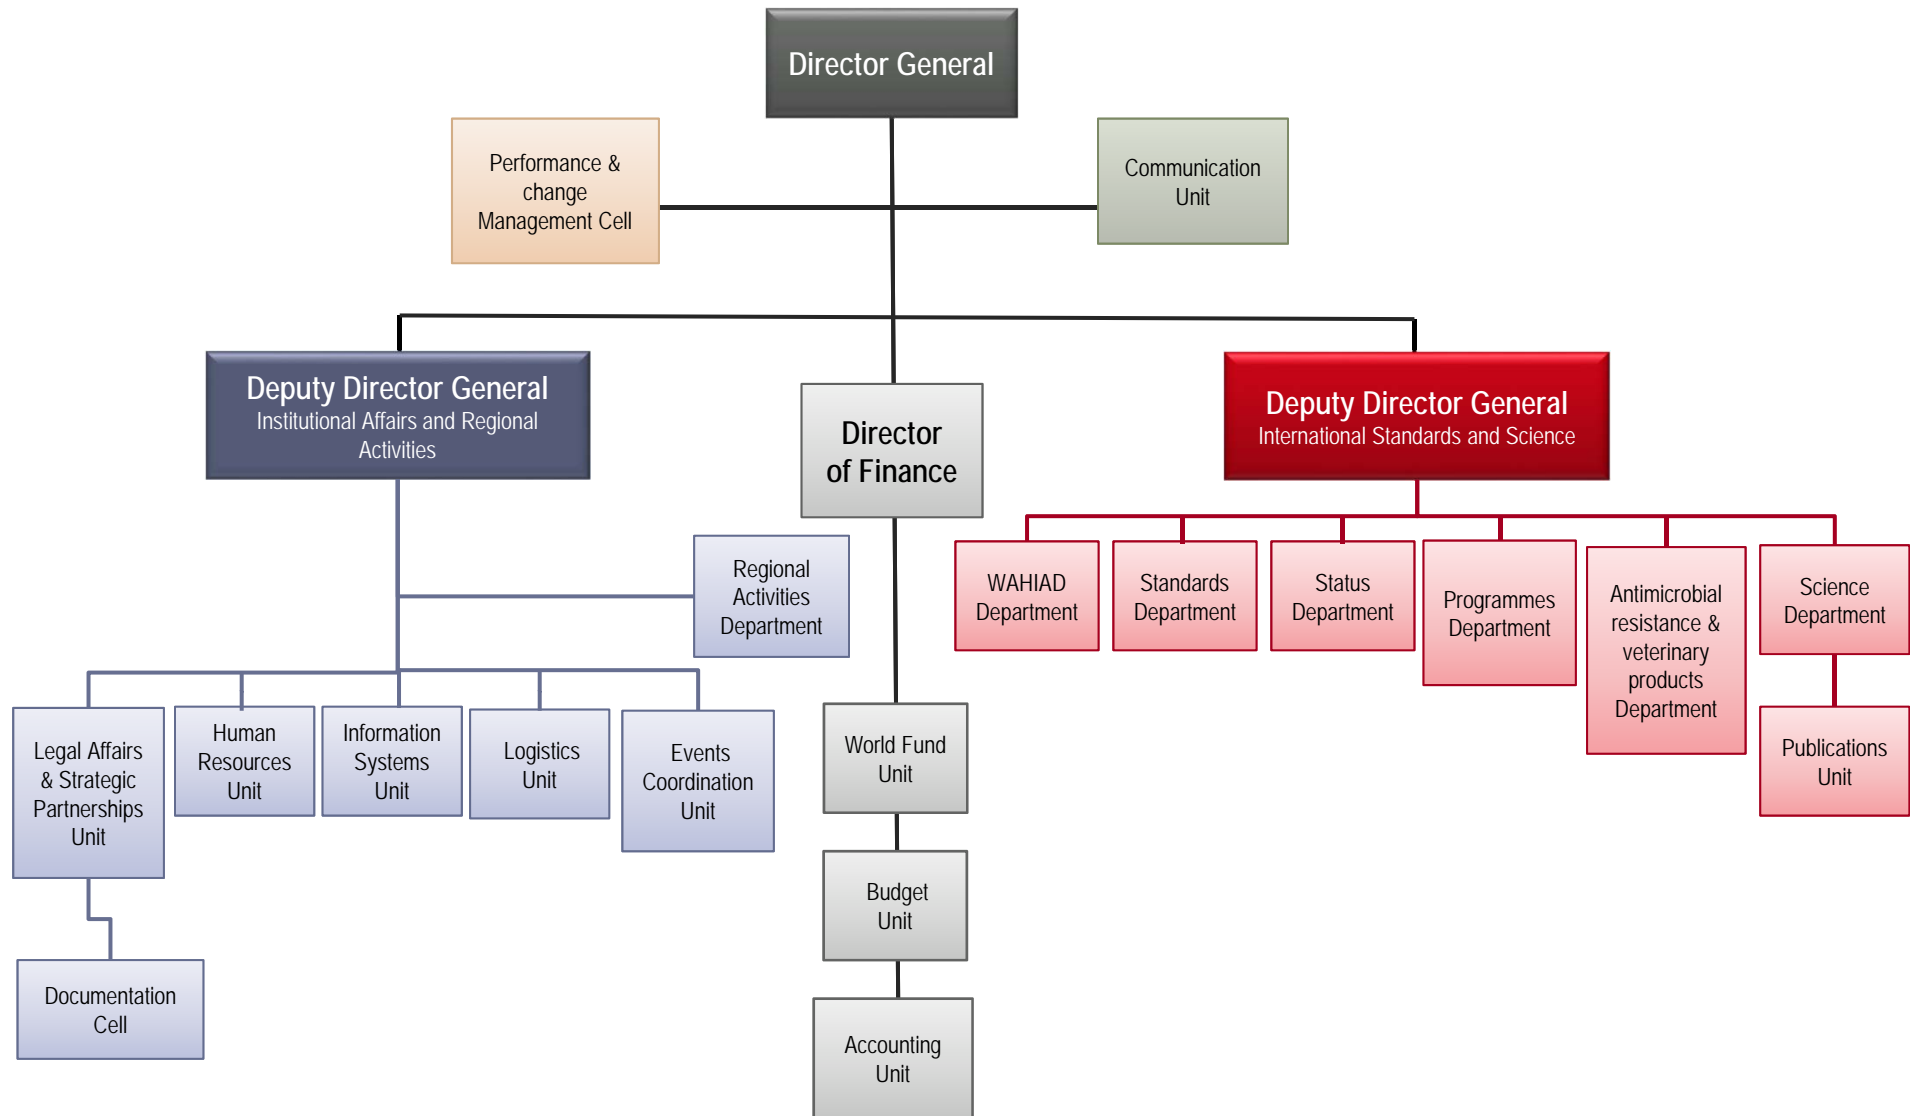 Director General
Performance &
change
Management Cell
Communication
Unit
Deputy Director General
Institutional Affairs and Regional
Activities
Director
of Finance
Deputy Director General
International Standards and Science
Regional
Activities
Department
WAHIAD
Department
Standards
Department
Status
Department
Programmes
Department
Antimicrobial
resistance &
veterinary
products
Department
Science
Department
Legal Affairs
& Strategic
Partnerships
Unit
Human
Resources
Unit
Information
Systems
Unit
Logistics
Unit
Events
Coordination
Unit
World Fund
Unit
Publications
Unit
Budget
Unit
Documentation
Cell
Accounting
Unit